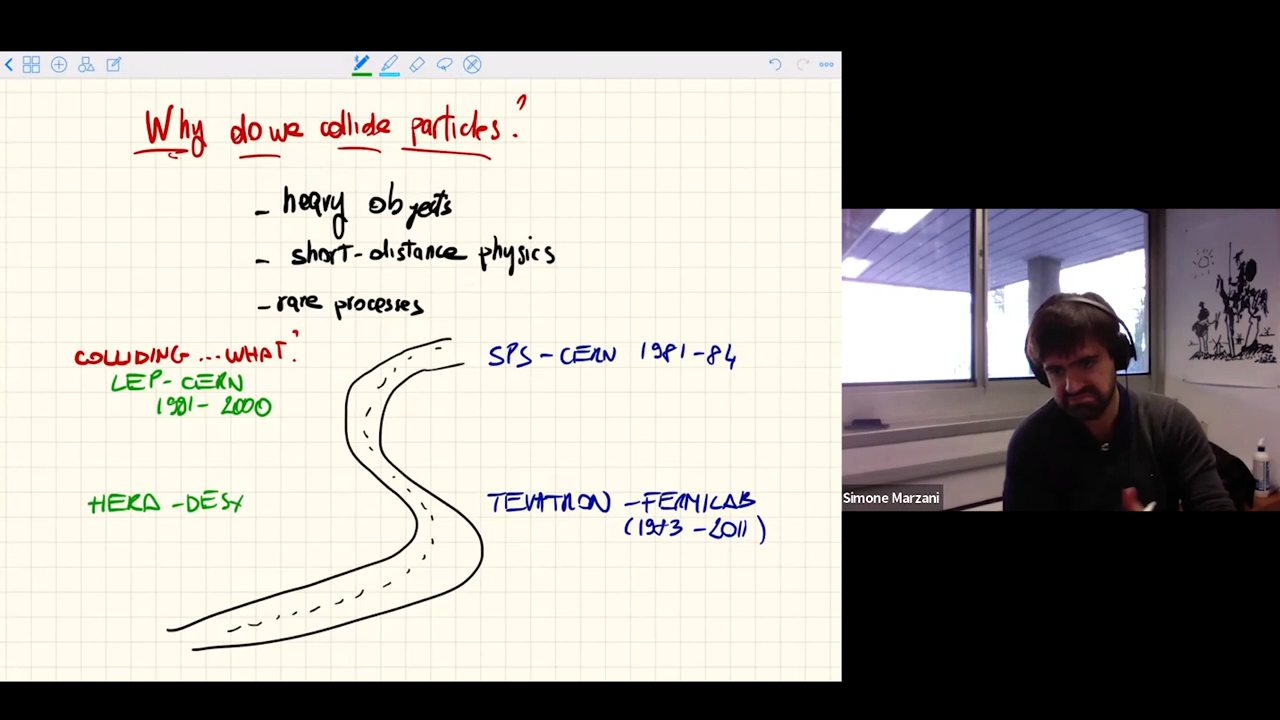 Why do we collide particles?
- heavy objects
- short-distance physics
- rare processes
COLLIDING ... WHAT?
LEP - CERN
1981 - 2000
SPS - CERN 1981-84
HERA - DESY
TEVATRON - FERMILAB
(1983 - 2011)
Simone Marzani